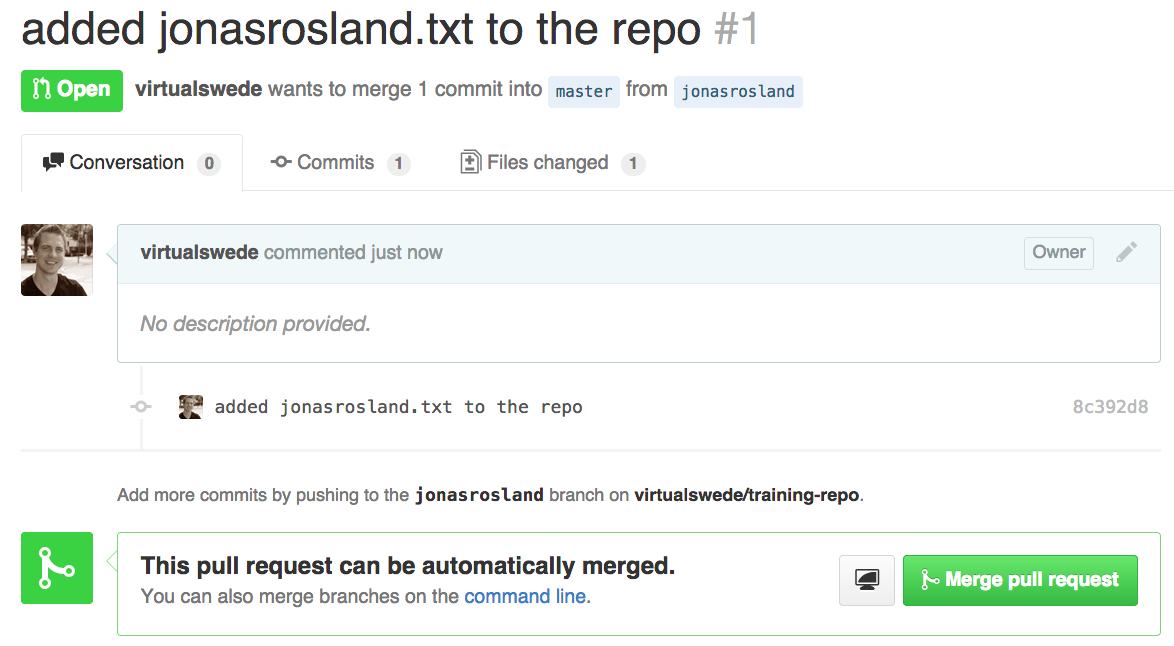 added jonasrosland.txt to the repo #1
Open virtualswede wants to merge 1 commit into master from jonasrosland
Conversation 0 Commits 1 Files changed 1
virtualswede commented just now Owner
No description provided.
added jonasrosland.txt to the repo 8c392d8
Add more commits by pushing to the jonasrosland branch on virtualswede/training-repo.
This pull request can be automatically merged.
You can also merge branches on the command line.
Merge pull request